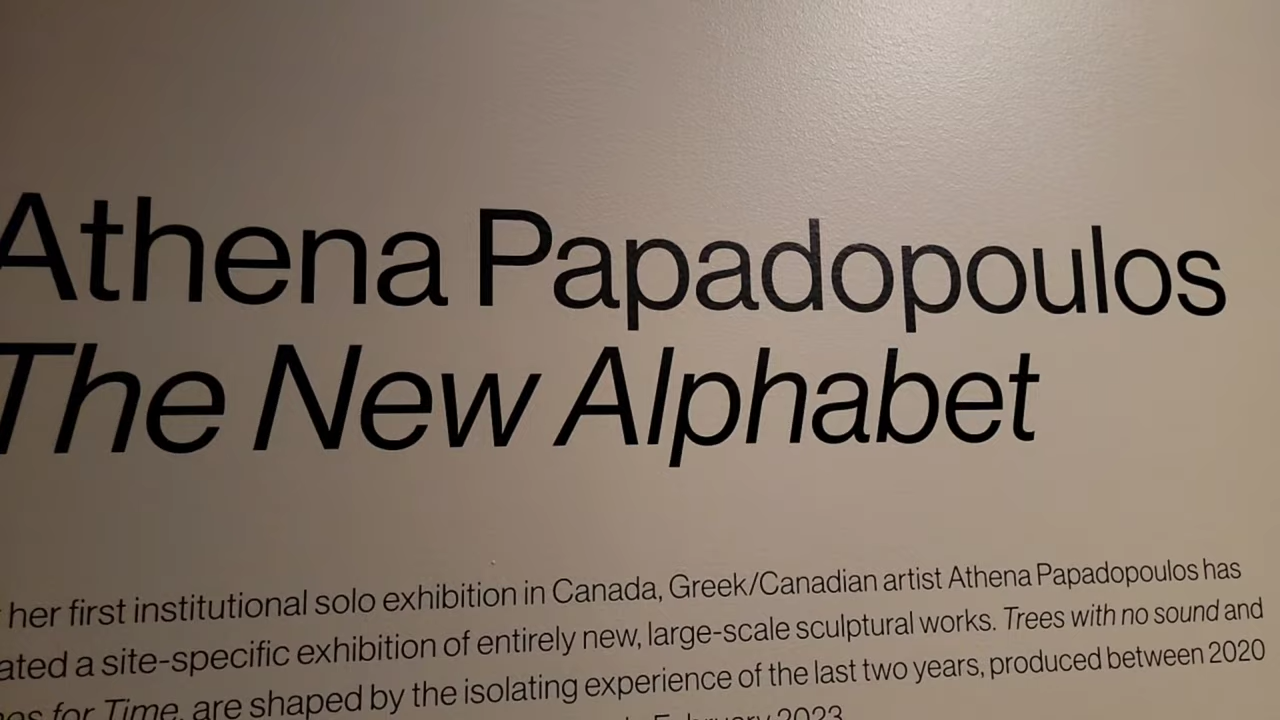 Athena Papadopoulos
The New Alphabet
her first institutional solo exhibition in Canada, Greek/Canadian artist Athena Papadopoulos has
ated a site-specific exhibition of entirely new, large-scale sculptural works. Trees with no sound and
for Time, are shaped by the isolating experience of the last two years, produced between 2020
February 2023